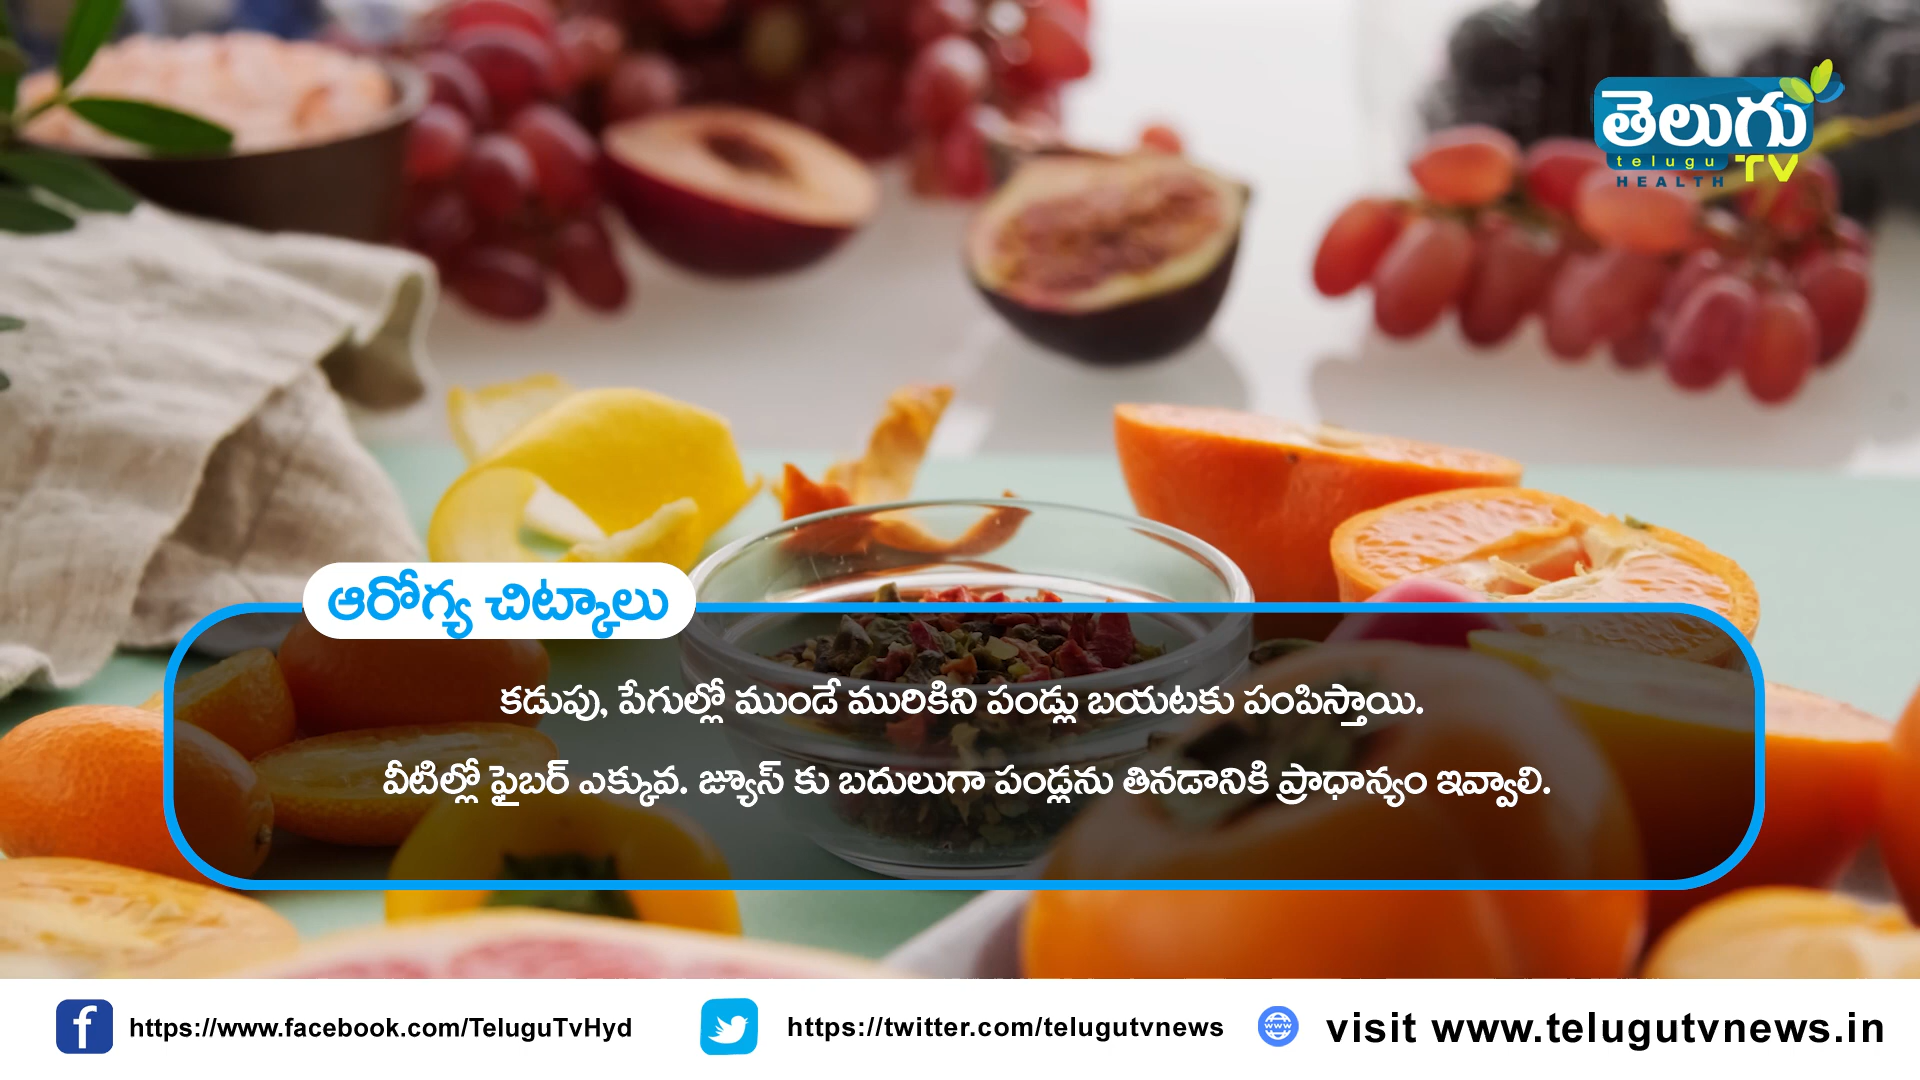 తెలుగు
telugu TV
HEALTH
ఆరోగ్య చిట్కాలు
కడుపు, పేగుల్లో ముండే మురికిని పండ్లు బయటకు పంపిస్తాయి.
వీటిల్లో ఫైబర్ ఎక్కువ. జ్యూస్ కు బదులుగా పండ్లను తినడానికి ప్రాధాన్యం ఇవ్వాలి.
https://www.facebook.com/TeluguTvHyd https://twitter.com/telugutvnews www visit www.telugutvnews.in